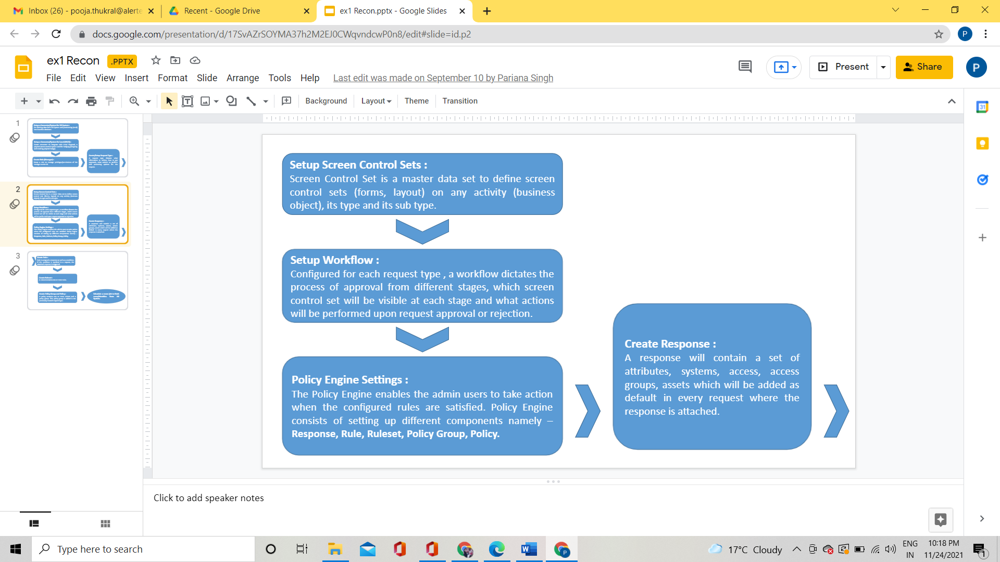 Inbox (26) - pooja.thukral@alerte
Recent - Google Drive
ex1 Recon.pptx - Google Slides
docs.google.com/presentation/d/17SvAZrSOYMA37h2M2EJ0CWqvndcwP0n8/edit#slide=id.p2
P
ex1 Recon
.PPTX
File Edit View Insert Format Slide Arrange Tools Help
Last edit was made on September 10 by Pariana Singh
Present
Share
P
Background
Layout
Theme
Transition
31
1
2
3
Setup Screen Control Sets :
Screen Control Set is a master data set to define screen
control sets (forms, layout) on any activity (business
object), its type and its sub type.
Setup Workflow :
Configured for each request type , a workflow dictates the
process of approval from different stages, which screen
control set will be visible at each stage and what actions
will be performed upon request approval or rejection.
Policy Engine Settings :
The Policy Engine enables the admin users to take action
when the configured rules are satisfied. Policy Engine
consists of setting up different components namely –
Response, Rule, Ruleset, Policy Group, Policy.
Create Response :
A response will contain a set of
attributes, systems, access, access
groups, assets which will be added as
default in every request where the
response is attached.
Click to add speaker notes
Type here to search
W
P
17°C Cloudy
ENG
IN
10:18 PM
11/24/2021
1